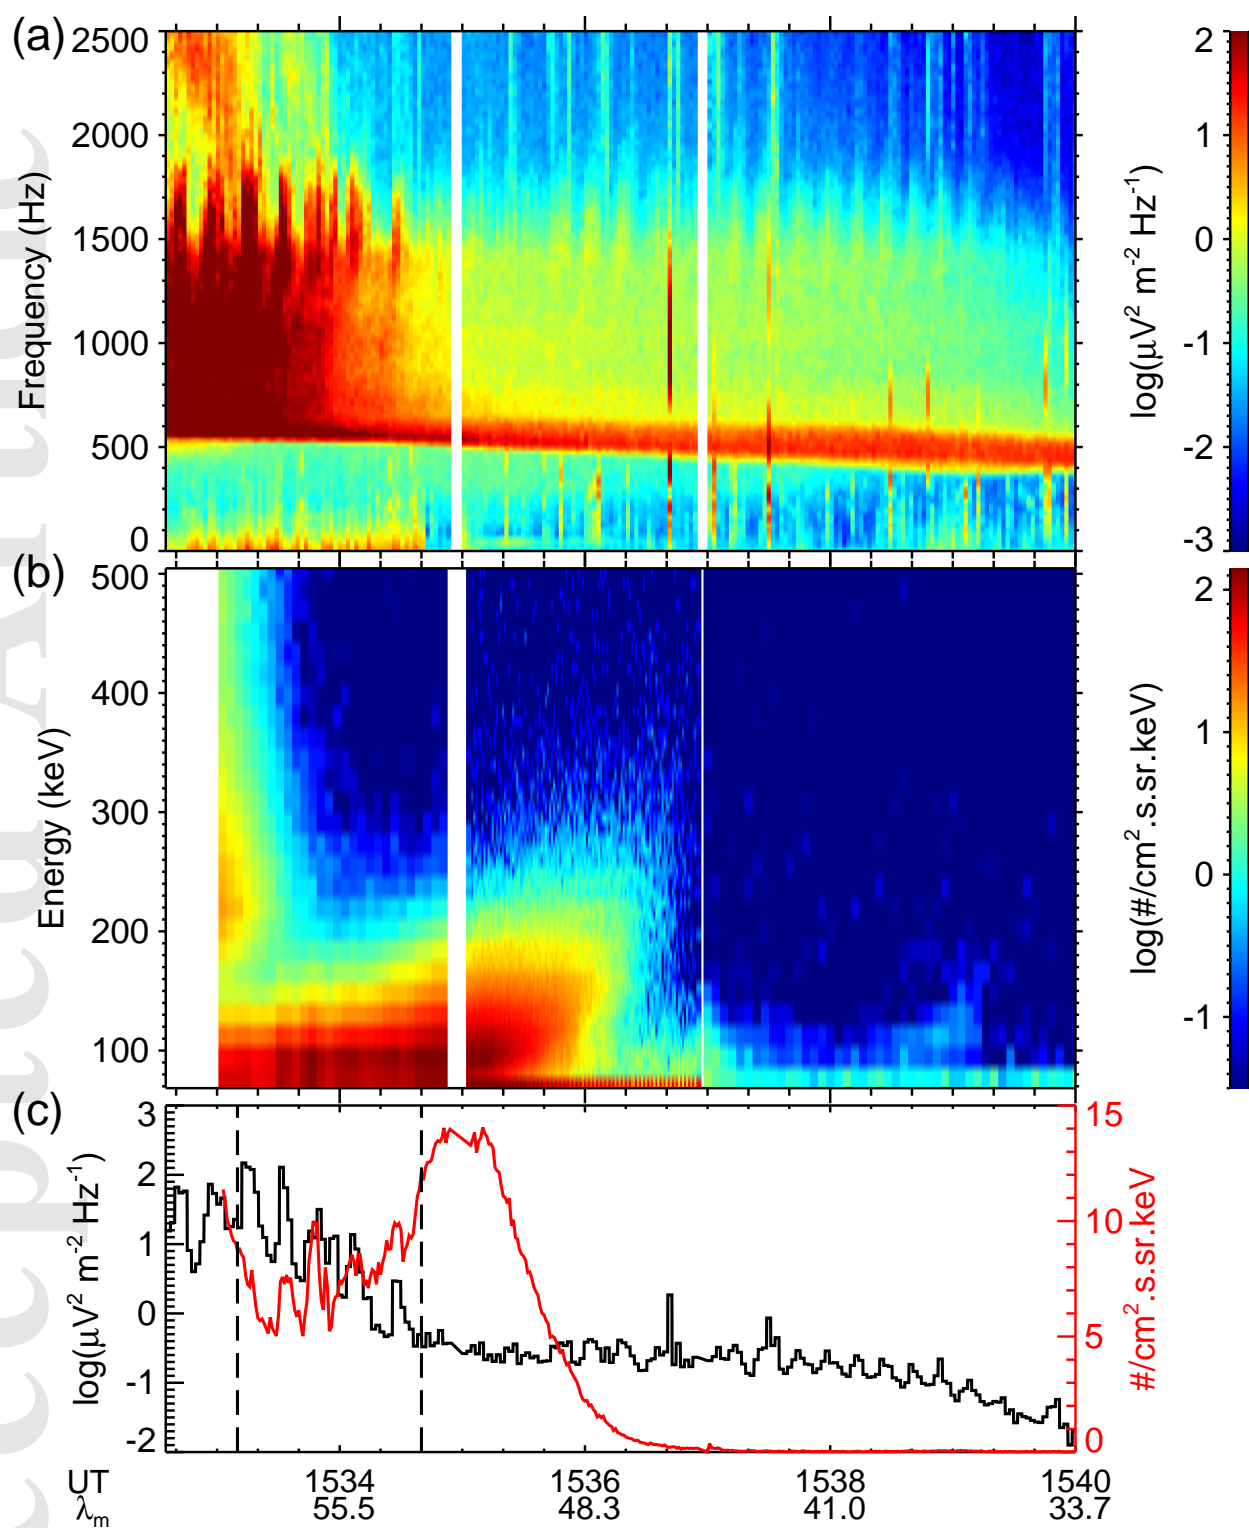 (a)
2500
2000
1500
1000
500
0
Frequency (Hz)
2
1
0
-1
-2
-3
log(μV² m⁻² Hz⁻¹)
(b)
500
400
300
200
100
Energy (keV)
2
1
0
-1
log(#/cm².s.sr.keV)
(c)
3
2
1
0
-1
-2
log(μV² m⁻² Hz⁻¹)
15
10
5
0
#/cm².s.sr.keV
UT 1534 1536 1538 1540
λm 55.5 48.3 41.0 33.7